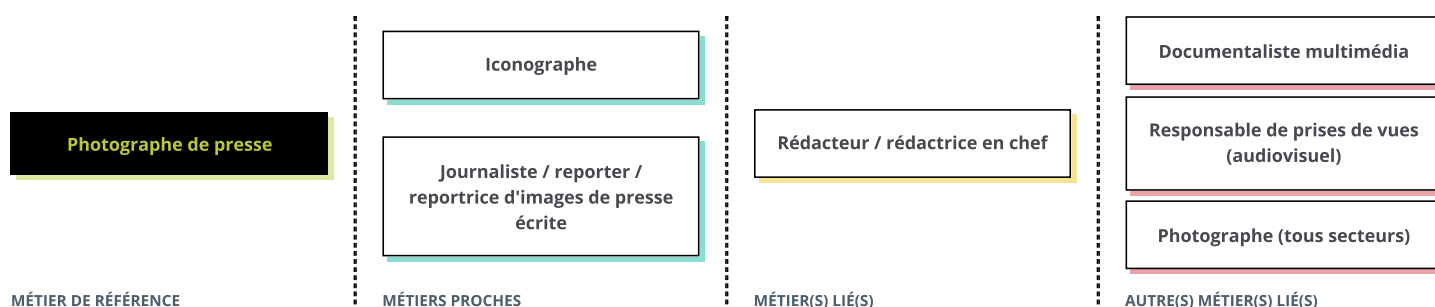 Photographe de presse
MÉTIER DE RÉFÉRENCE
Iconographe
Journaliste / reporter /
reportrice d'images de presse
écrite
MÉTIERS PROCHES
Rédacteur / rédactrice en chef
MÉTIER(S) LIÉ(S)
Documentaliste multimédia
Responsable de prises de vues
(audiovisuel)
Photographe (tous secteurs)
AUTRE(S) MÉTIER(S) LIÉ(S)